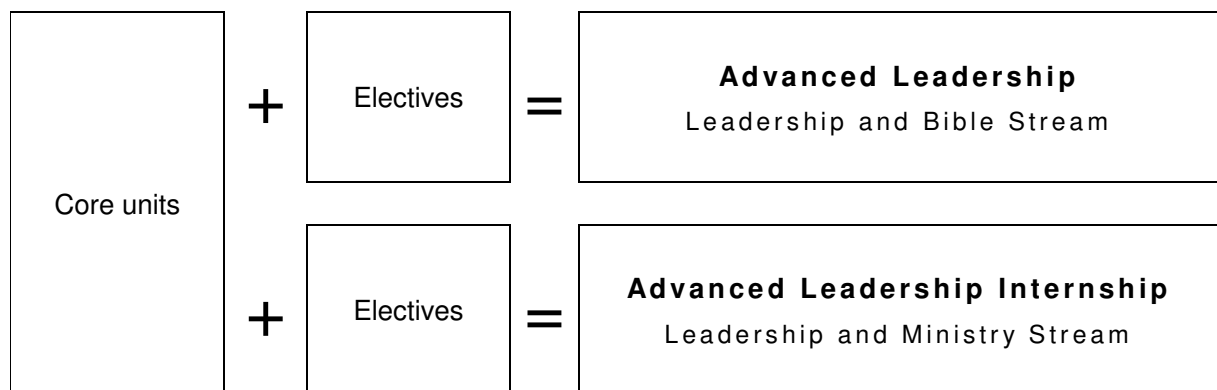 Core units
+
Electives
=
Advanced Leadership
Leadership and Bible Stream
+
Electives
=
Advanced Leadership Internship
Leadership and Ministry Stream